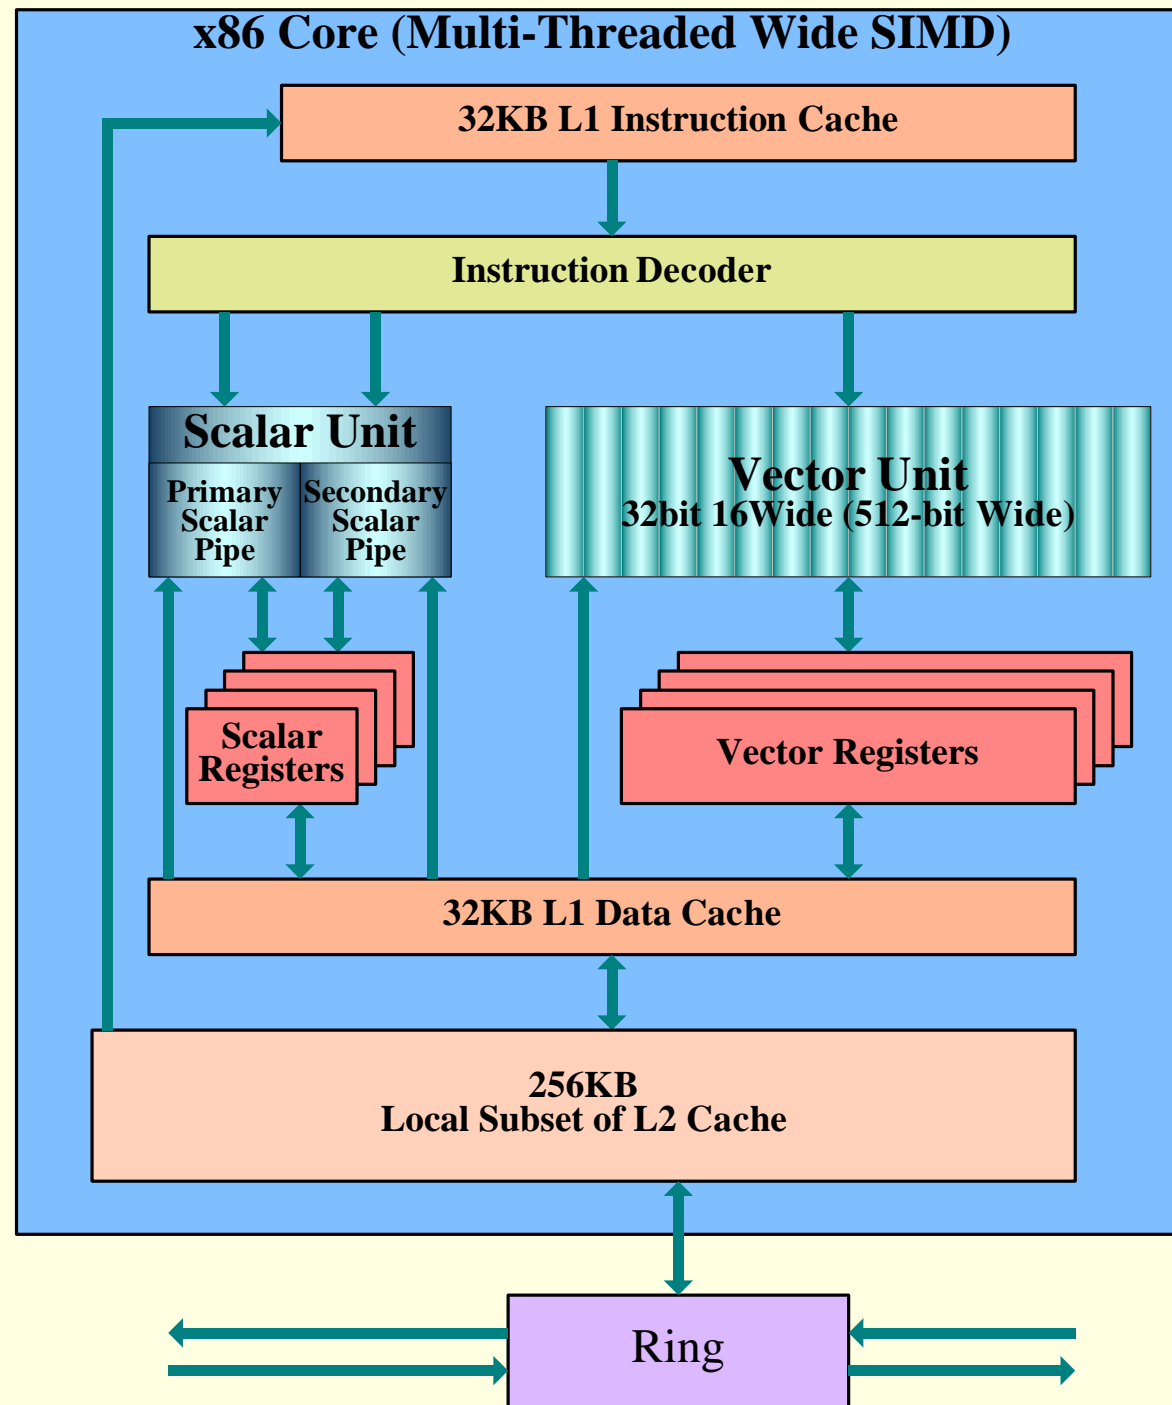 x86 Core (Multi-Threaded Wide SIMD)
32KB L1 Instruction Cache
Instruction Decoder
Scalar Unit
Primary
Scalar
Pipe
Secondary
Scalar
Pipe
Vector Unit
32bit 16Wide (512-bit Wide)
Scalar
Registers
Vector Registers
32KB L1 Data Cache
256KB
Local Subset of L2 Cache
Ring